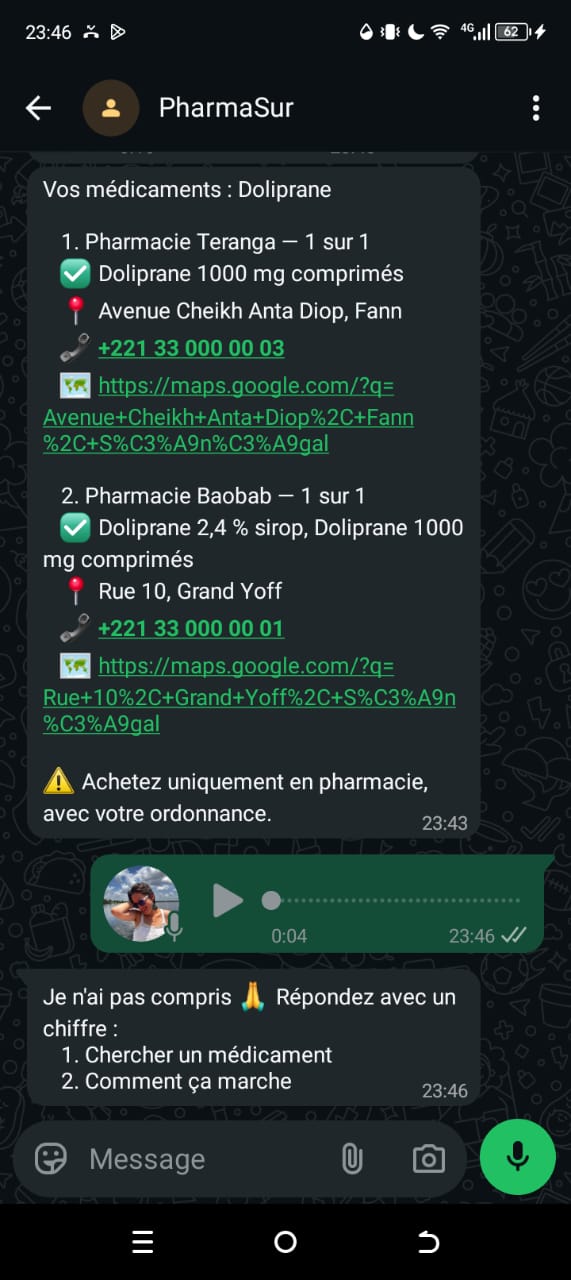 23:46
4G
62
PharmaSur
Vos médicaments : Doliprane
1. Pharmacie Teranga — 1 sur 1
✅ Doliprane 1000 mg comprimés
📍 Avenue Cheikh Anta Diop, Fann
📞 +221 33 000 00 03
🗺️ https://maps.google.com/?q=
Avenue+Cheikh+Anta+Diop%2C+Fann
%2C+S%C3%A9n%C3%A9gal
2. Pharmacie Baobab — 1 sur 1
✅ Doliprane 2,4 % sirop, Doliprane 1000
mg comprimés
📍 Rue 10, Grand Yoff
📞 +221 33 000 00 01
🗺️ https://maps.google.com/?q=
Rue+10%2C+Grand+Yoff%2C+S%C3%A9n
%C3%A9gal
⚠️ Achetez uniquement en pharmacie,
avec votre ordonnance.
23:43
0:04
23:46
Je n'ai pas compris 🙏 Répondez avec un
chiffre :
1. Chercher un médicament
2. Comment ça marche
23:46
Message